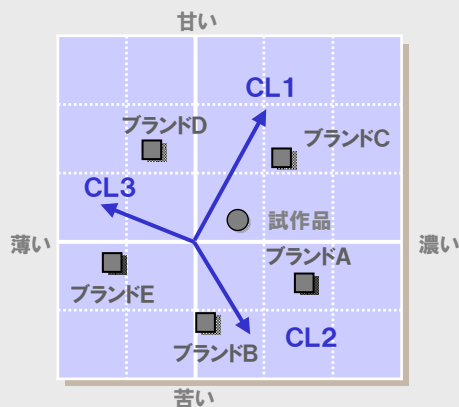 甘い
CL1
ブランドD
ブランドC
CL3
試作品
薄い
濃い
ブランドA
ブランドE
CL2
ブランドB
苦い